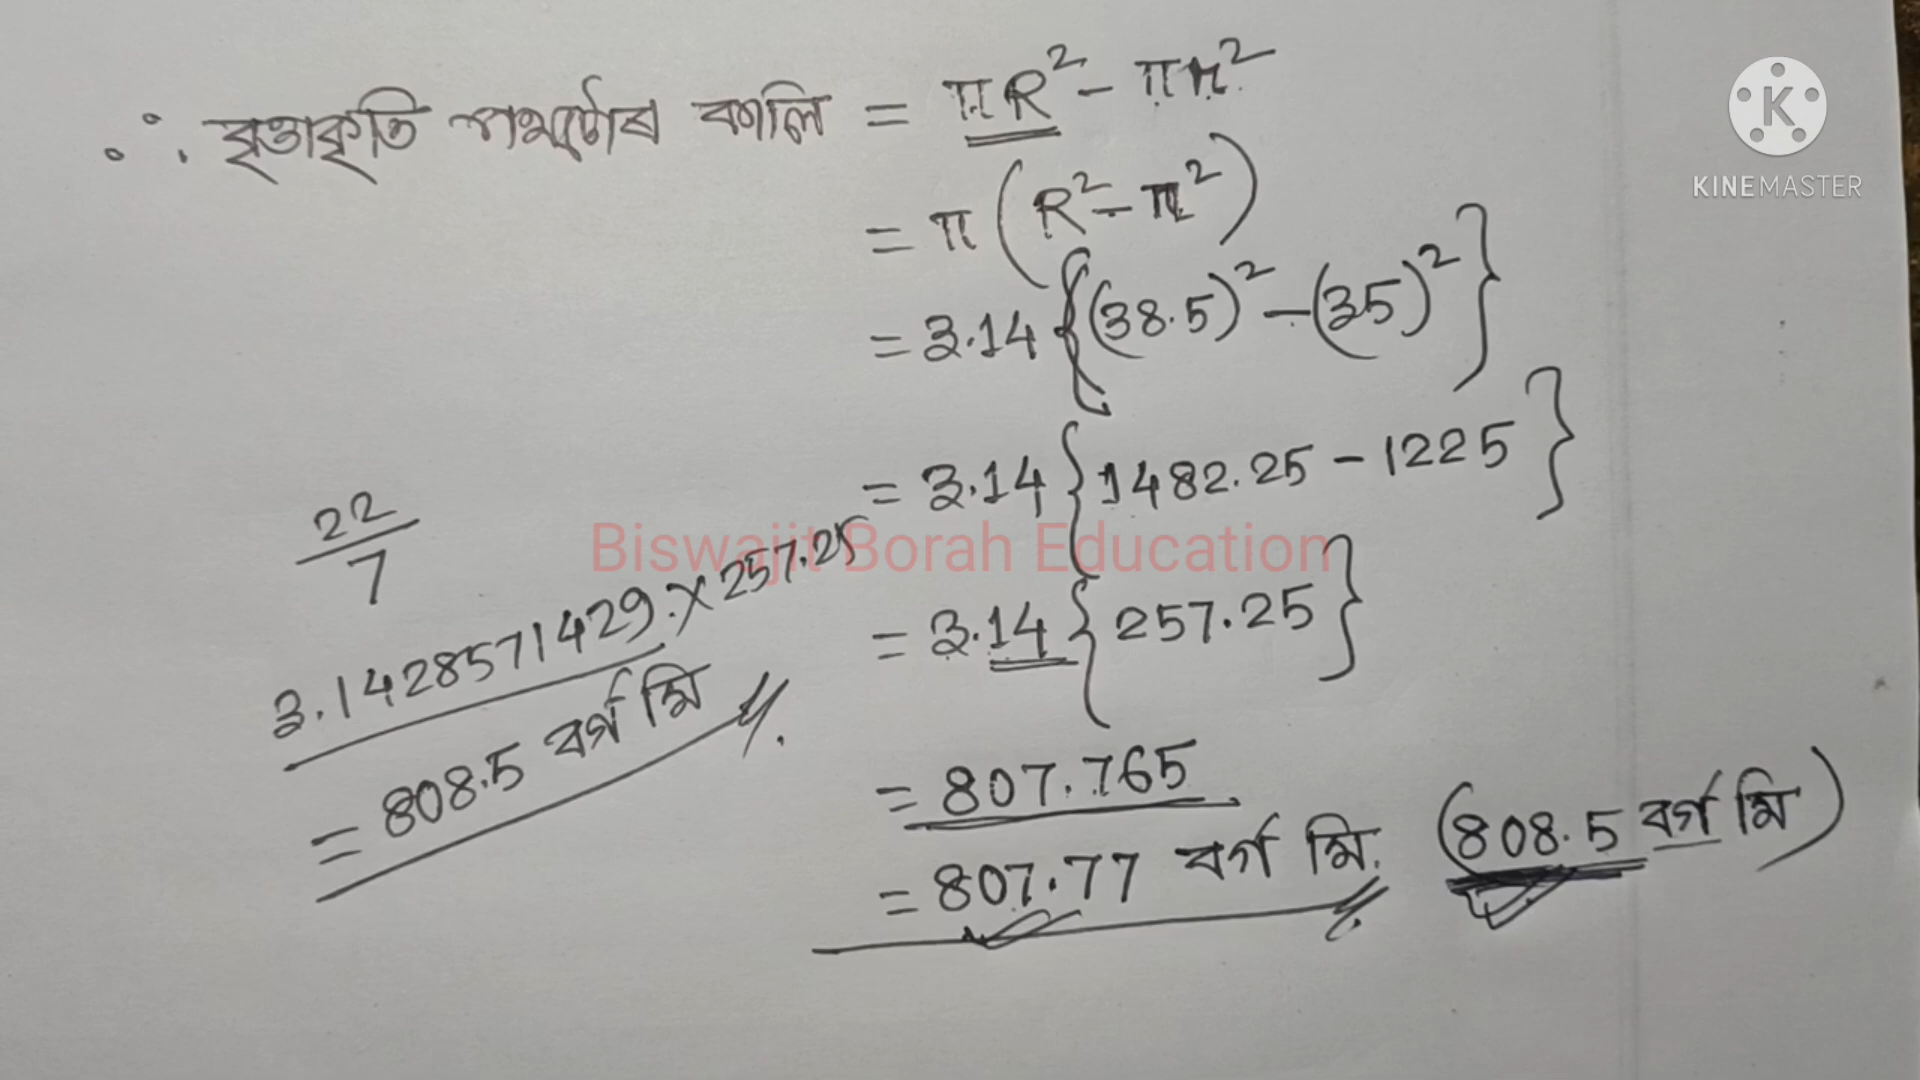 ∴ বৃত্তাকৃতি পথটোৰ কালি = πR² - πr²
= π(R² - r²)
= 3.14 {(38.5)² - (35)²}
= 3.14 {1482.25 - 1225}
= 3.14 {257.25}
= 807.765
= 807.77 বৰ্গ মি. (808.5 বৰ্গ মি)
22/7
3.1428571429 × 257.25
= 808.5 বৰ্গ মি
Biswajit Borah Education
K
KINEMASTER